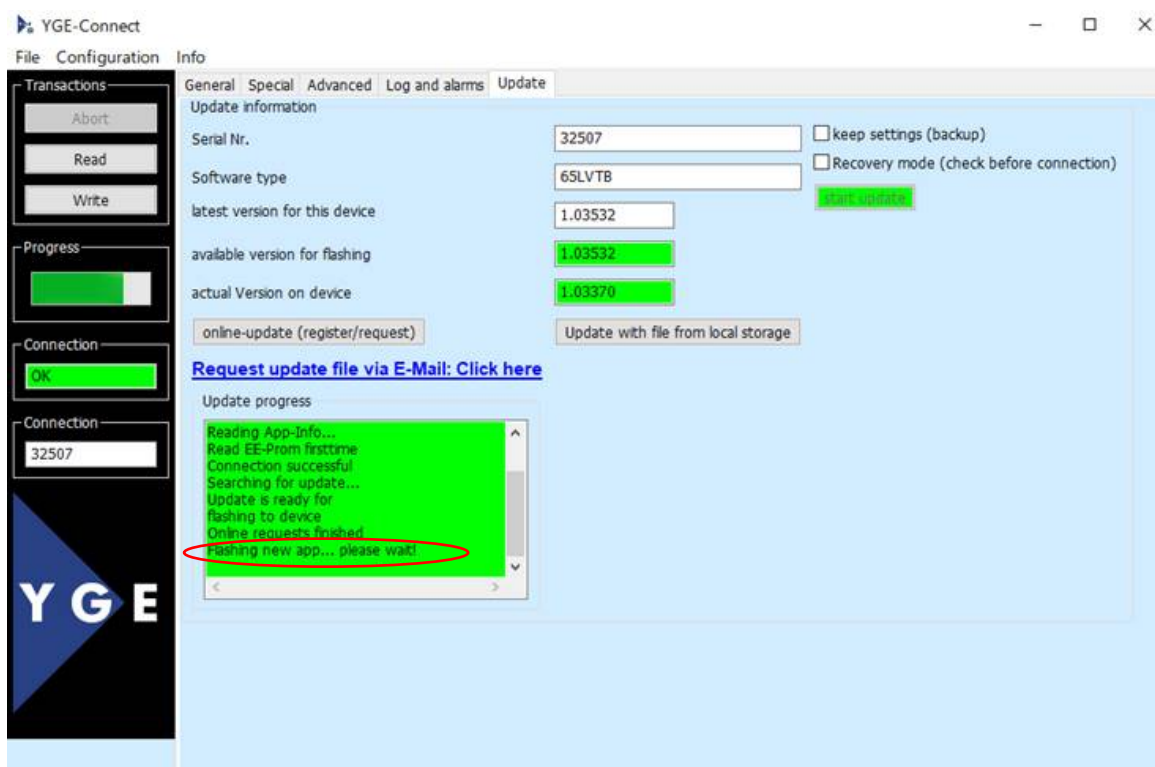 YGE-Connect
File Configuration Info
Transactions
Abort
Read
Write
Progress
Connection
OK
Connection
32507
YGE
General Special Advanced Log and alarms Update
Update information
Serial Nr. 32507
keep settings (backup)
Recovery mode (check before connection)
Software type 65LVTB
start update
latest version for this device 1.03532
available version for flashing 1.03532
actual Version on device 1.03370
online-update (register/request) Update with file from local storage
Request update file via E-Mail: Click here
Update progress
Reading App-Info...
Read EE-Prom firsttime
Connection successful
Searching for update...
Update is ready for
flashing to device
Online requests finished
Flashing new app... please wait!